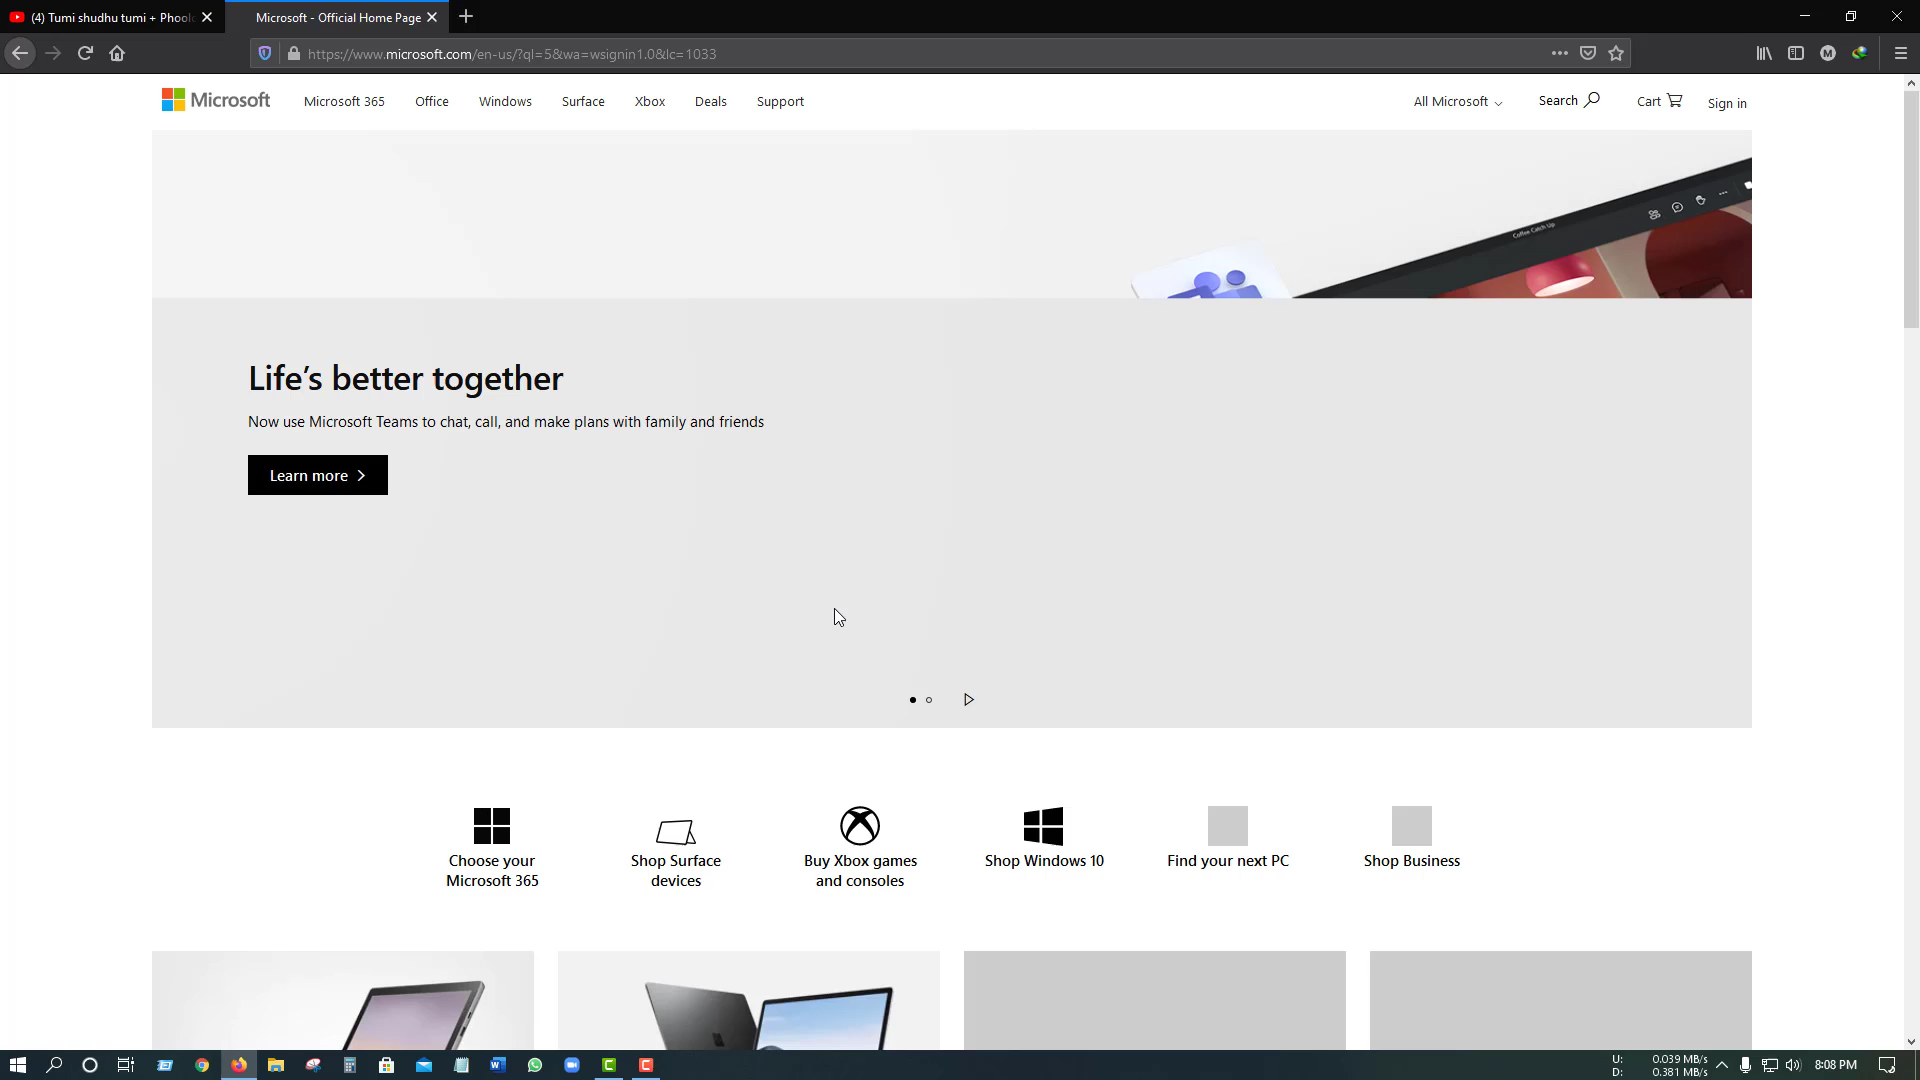 (4) Tumi shudhu tumi + Phool
Microsoft - Official Home Page
https://www.microsoft.com/en-us/?ql=5&wa=wsignin1.0&lc=1033
Microsoft Microsoft 365 Office Windows Surface Xbox Deals Support All Microsoft Search Cart Sign in
Coffee Catch Up
Life's better together
Now use Microsoft Teams to chat, call, and make plans with family and friends
Learn more
Choose your
Microsoft 365
Shop Surface
devices
Buy Xbox games
and consoles
Shop Windows 10
Find your next PC
Shop Business
U: 0.039 MB/s
D: 0.381 MB/s
8:08 PM